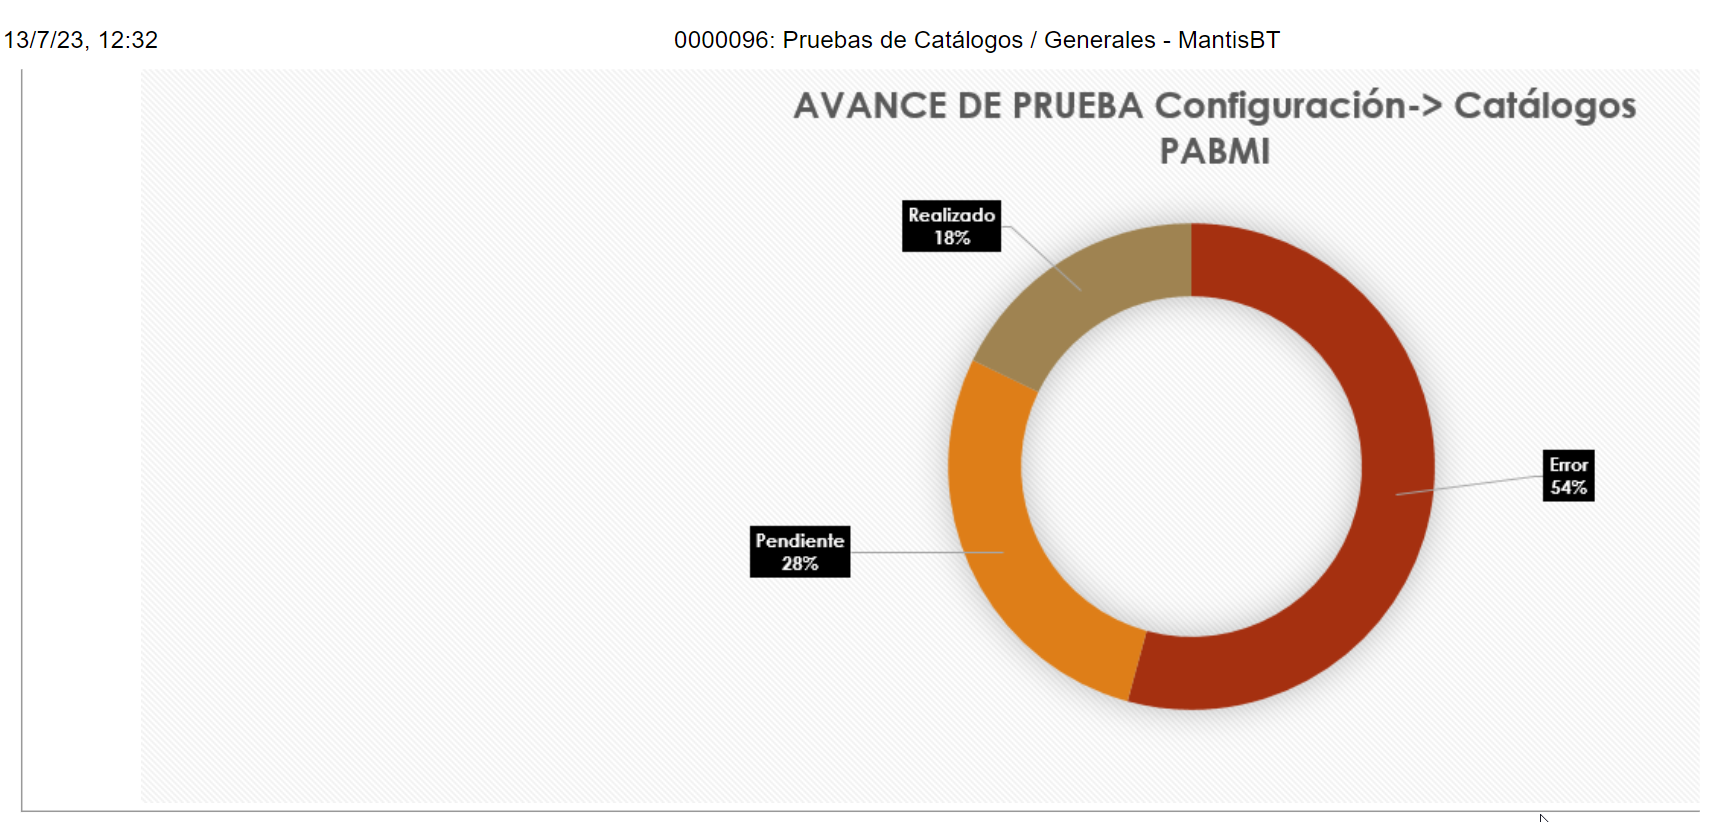 13/7/23, 12:32
0000096: Pruebas de Catálogos / Generales - MantisBT
AVANCE DE PRUEBA Configuración-> Catálogos
PABMI
Realizado
18%
Error
54%
Pendiente
28%